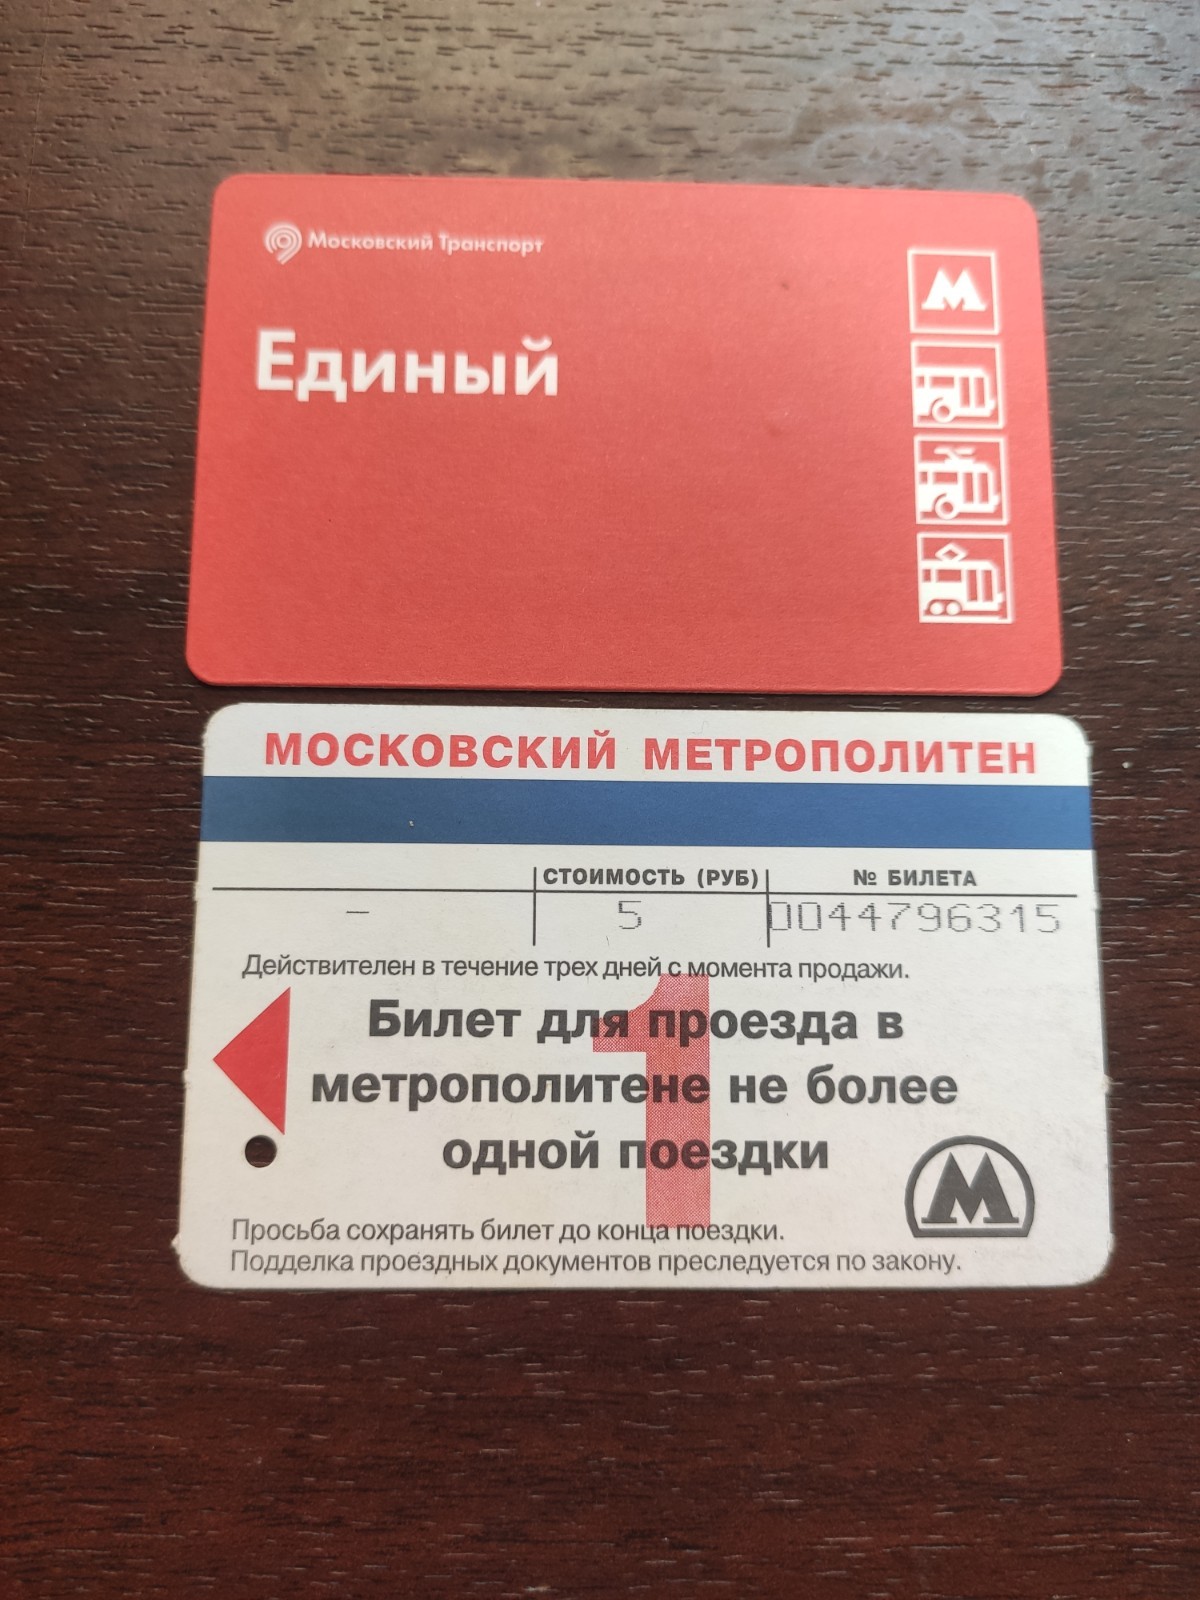 Московский Транспорт
Единый
М
МОСКОВСКИЙ МЕТРОПОЛИТЕН
СТОИМОСТЬ (РУБ) № БИЛЕТА
– 5 0044796315
Действителен в течение трех дней с момента продажи.
1
Билет для проезда в
метрополитене не более
одной поездки
М
Просьба сохранять билет до конца поездки.
Подделка проездных документов преследуется по закону.